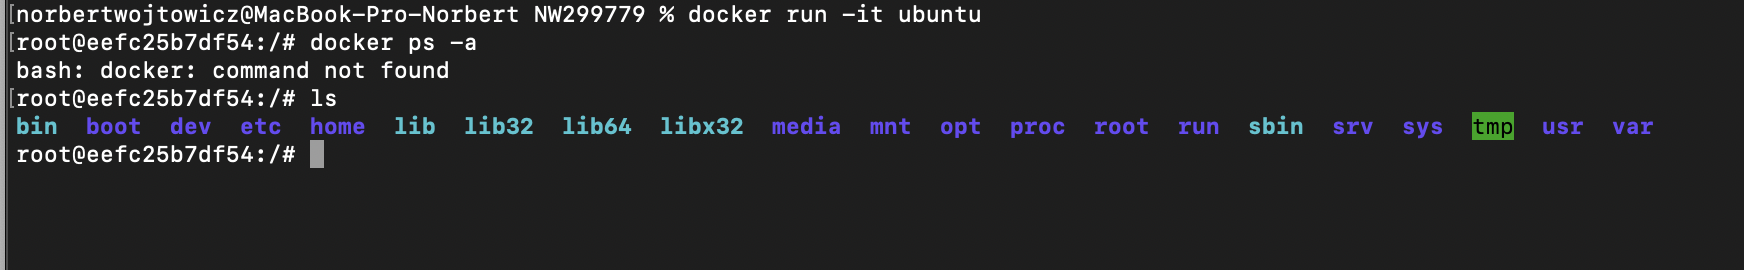 [norbertwojtowicz@MacBook-Pro-Norbert NW299779 % docker run -it ubuntu
[root@eefc25b7df54:/# docker ps -a
bash: docker: command not found
[root@eefc25b7df54:/# ls
bin boot dev etc home lib lib32 lib64 libx32 media mnt opt proc root run sbin srv sys tmp usr var
root@eefc25b7df54:/#